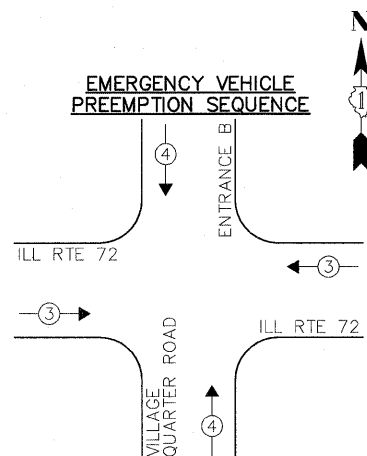 N
EMERGENCY VEHICLE
PREEMPTION SEQUENCE
1
4
ENTRANCE B
ILL RTE 72
3
3
ILL RTE 72
VILLAGE
QUARTER ROAD
4